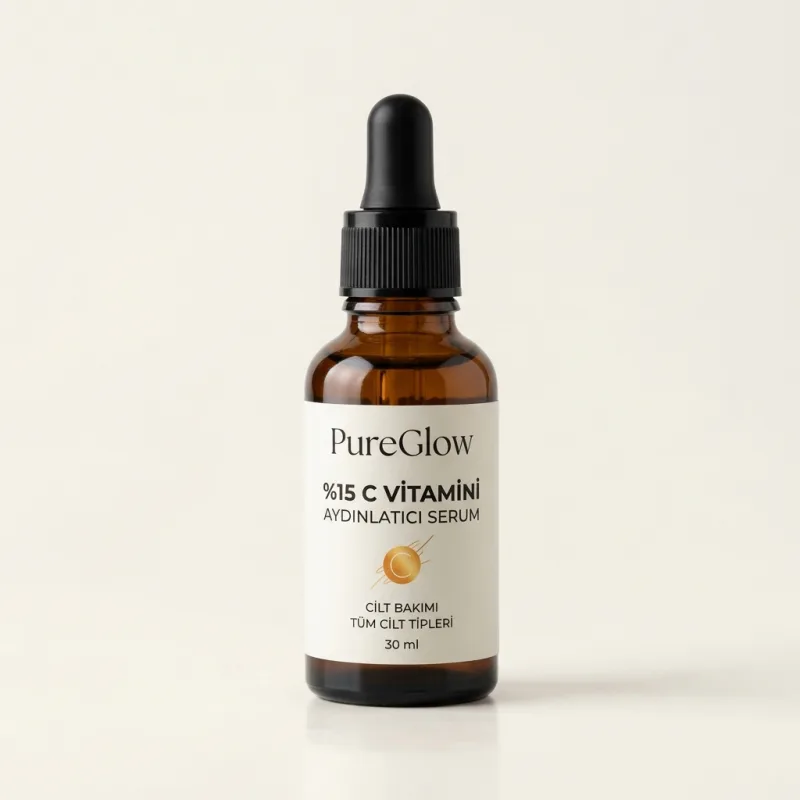 PureGlow
%15 C VİTAMİNİ
AYDINLATICI SERUM
C
CİLT BAKIMI
TÜM CİLT TİPLERİ
30 ml